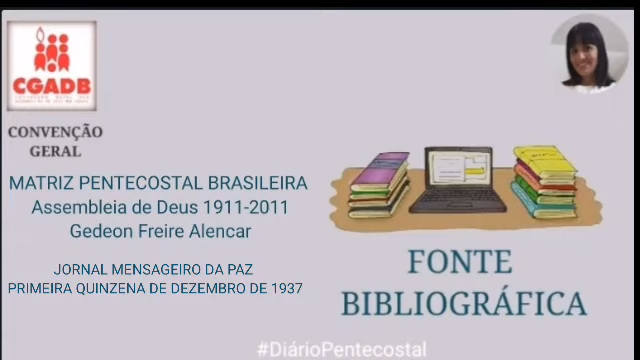 CGADB
CONVENÇÃO
GERAL
MATRIZ PENTECOSTAL BRASILEIRA
Assembleia de Deus 1911-2011
Gedeon Freire Alencar
JORNAL MENSAGEIRO DA PAZ
PRIMEIRA QUINZENA DE DEZEMBRO DE 1937
FONTE
BIBLIOGRÁFICA
#DiárioPentecostal